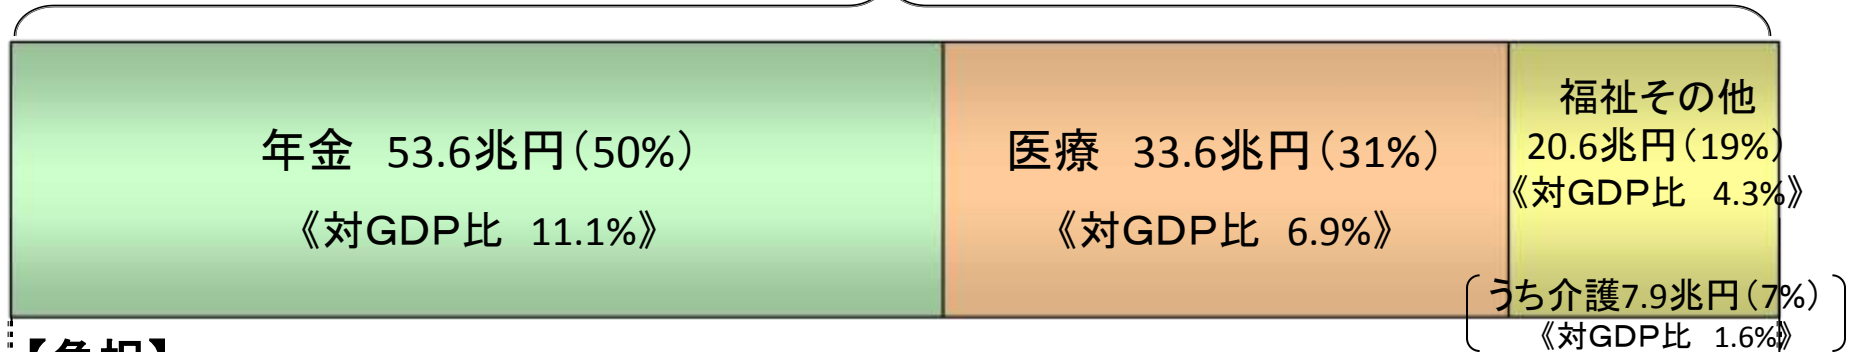 年金　53.6兆円（50%）
《対GDP比　11.1%》
医療　33.6兆円（31%）
《対GDP比　6.9%》
福祉その他
20.6兆円（19%）
《対GDP比　4.3%》
うち介護7.9兆円（7%）
《対GDP比　1.6%》
【負担】